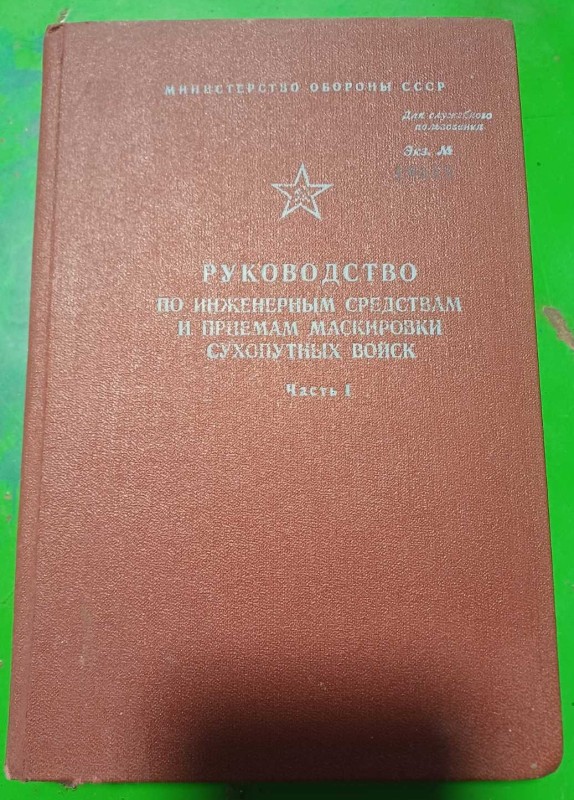 МИНИСТЕРСТВО ОБОРОНЫ СССР
Для служебного
пользования
Экз. №
РУКОВОДСТВО
ПО ИНЖЕНЕРНЫМ СРЕДСТВАМ
И ПРИЕМАМ МАСКИРОВКИ
СУХОПУТНЫХ ВОЙСК
Часть I